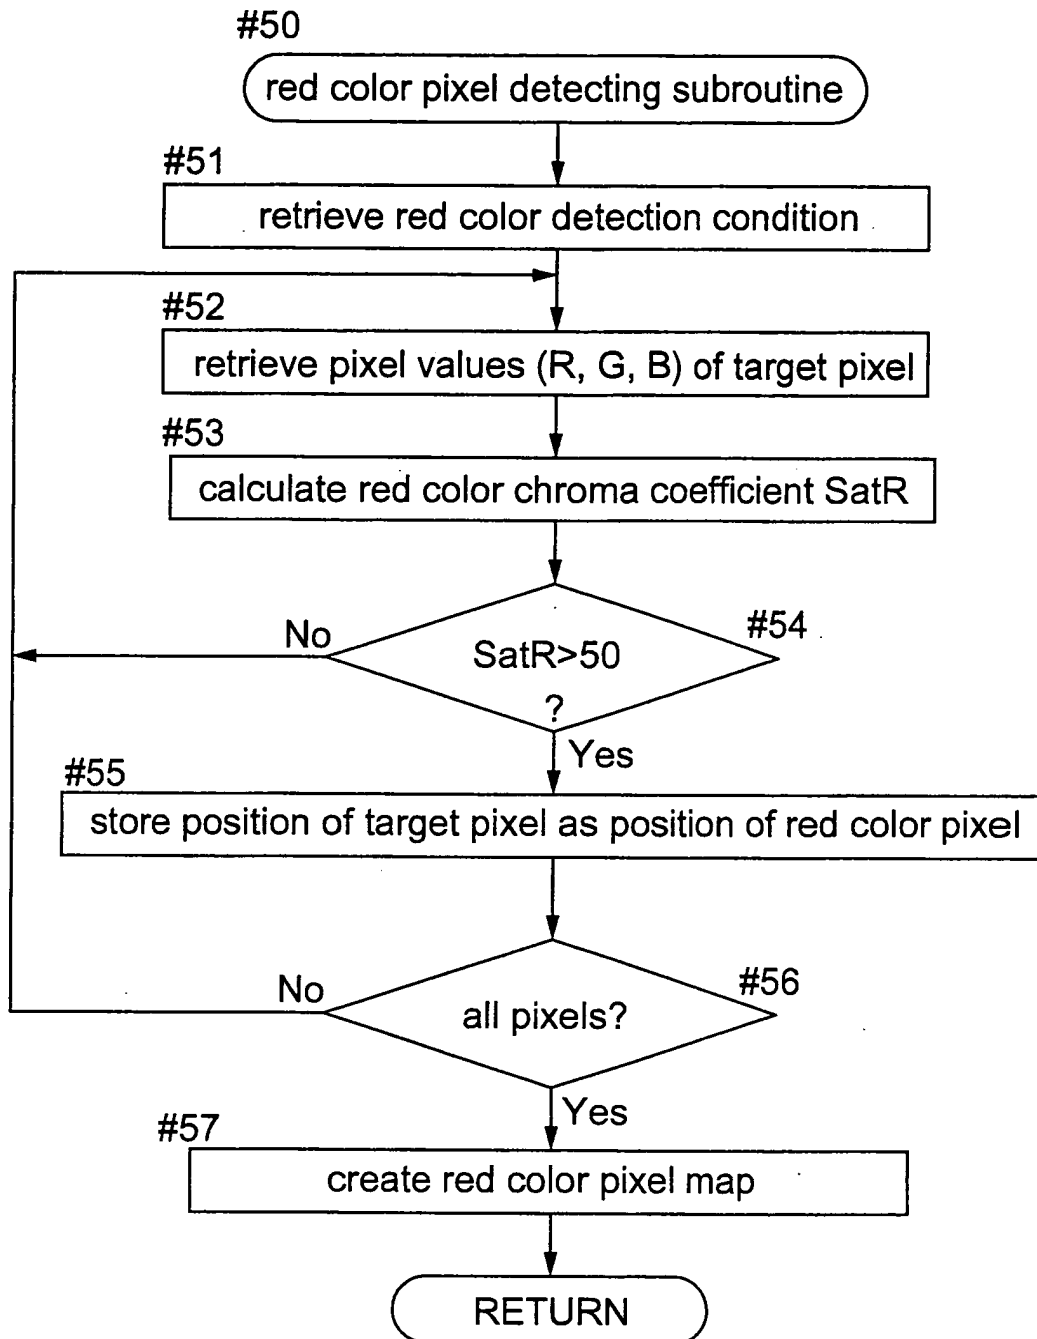 #50
red color pixel detecting subroutine
#51
retrieve red color detection condition
#52
retrieve pixel values (R, G, B) of target pixel
#53
calculate red color chroma coefficient SatR
#54
No
SatR>50
?
Yes
#55
store position of target pixel as position of red color pixel
#56
No
all pixels?
Yes
#57
create red color pixel map
RETURN